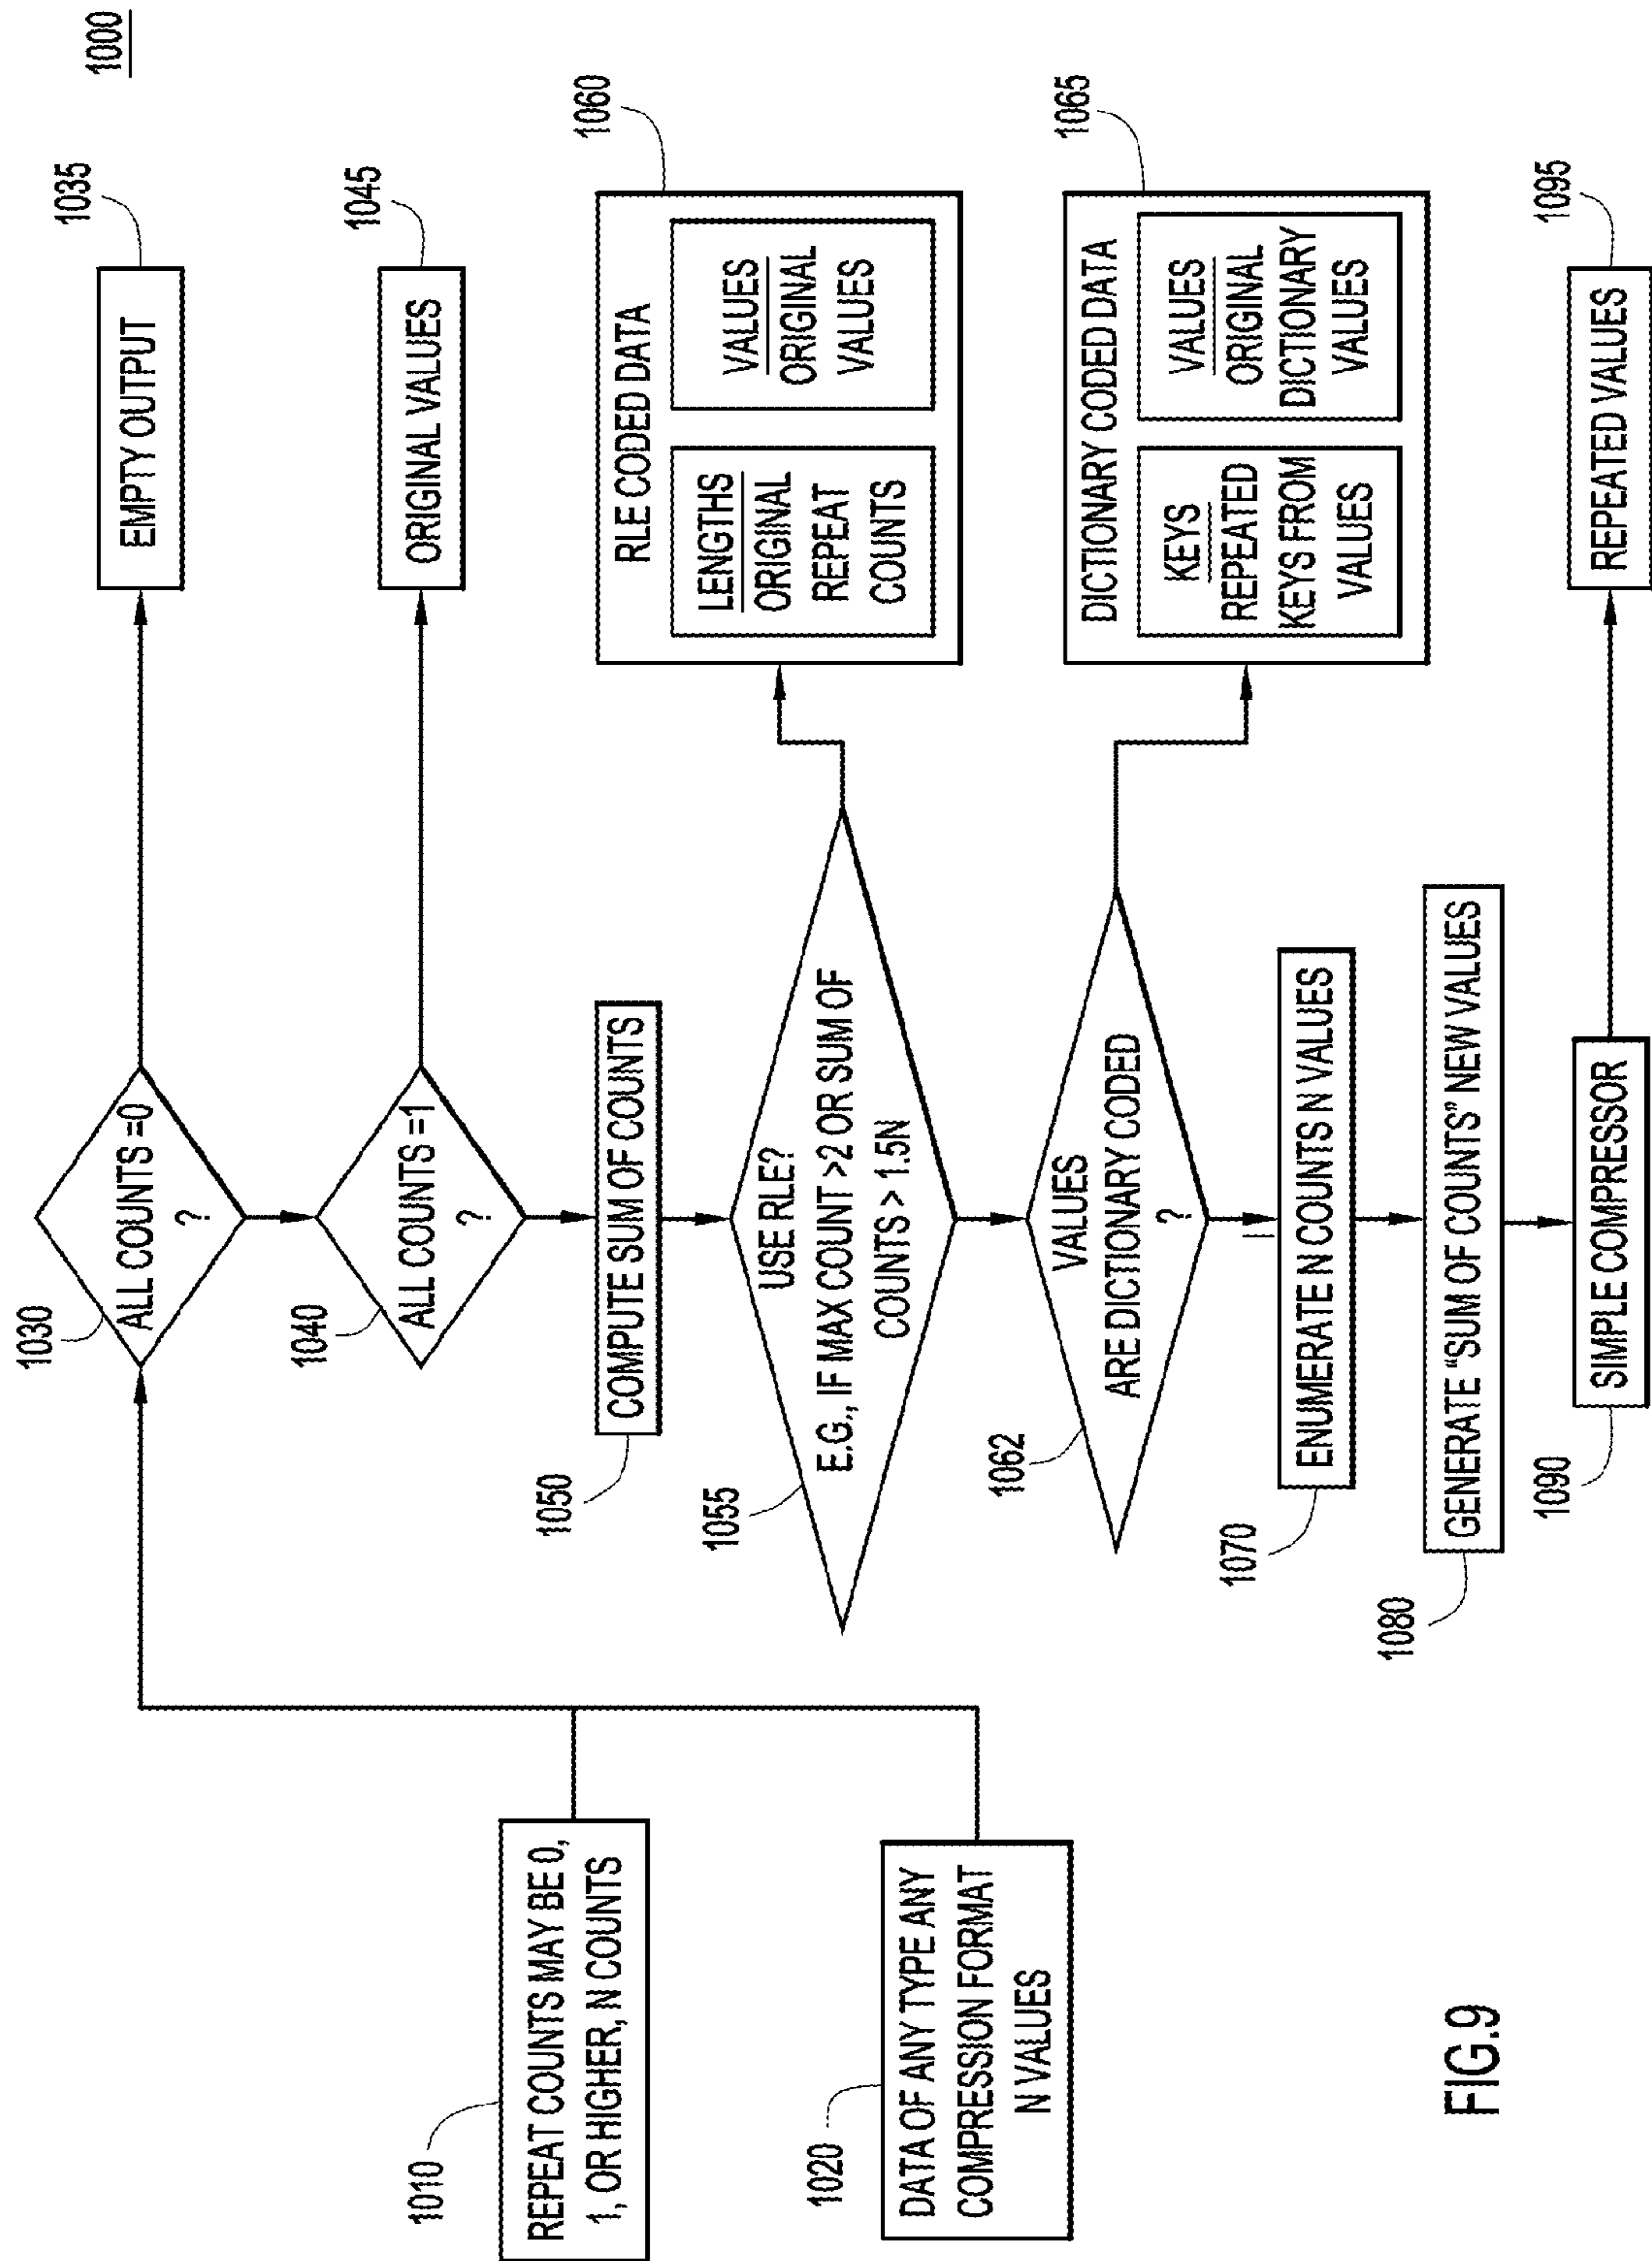 1000
1010
REPEAT COUNTS MAY BE 0,
1, OR HIGHER, N COUNTS
1020
DATA OF ANY TYPE ANY
COMPRESSION FORMAT
N VALUES
1030
ALL COUNTS =0
?
1035
EMPTY OUTPUT
1040
ALL COUNTS =1
?
1045
ORIGINAL VALUES
1050
COMPUTE SUM OF COUNTS
1055
USE RLE?
E.G., IF MAX COUNT >2 OR SUM OF
COUNTS > 1.5N
1060
RLE CODED DATA
LENGTHS
ORIGINAL
REPEAT
COUNTS
VALUES
ORIGINAL
VALUES
1062
VALUES
ARE DICTIONARY CODED
?
1065
DICTIONARY CODED DATA
KEYS
REPEATED
KEYS FROM
VALUES
VALUES
ORIGINAL
DICTIONARY
VALUES
1070
ENUMERATE N COUNTS N VALUES
1080
GENERATE “SUM OF COUNTS” NEW VALUES
1090
SIMPLE COMPRESSOR
1095
REPEATED VALUES
FIG.9